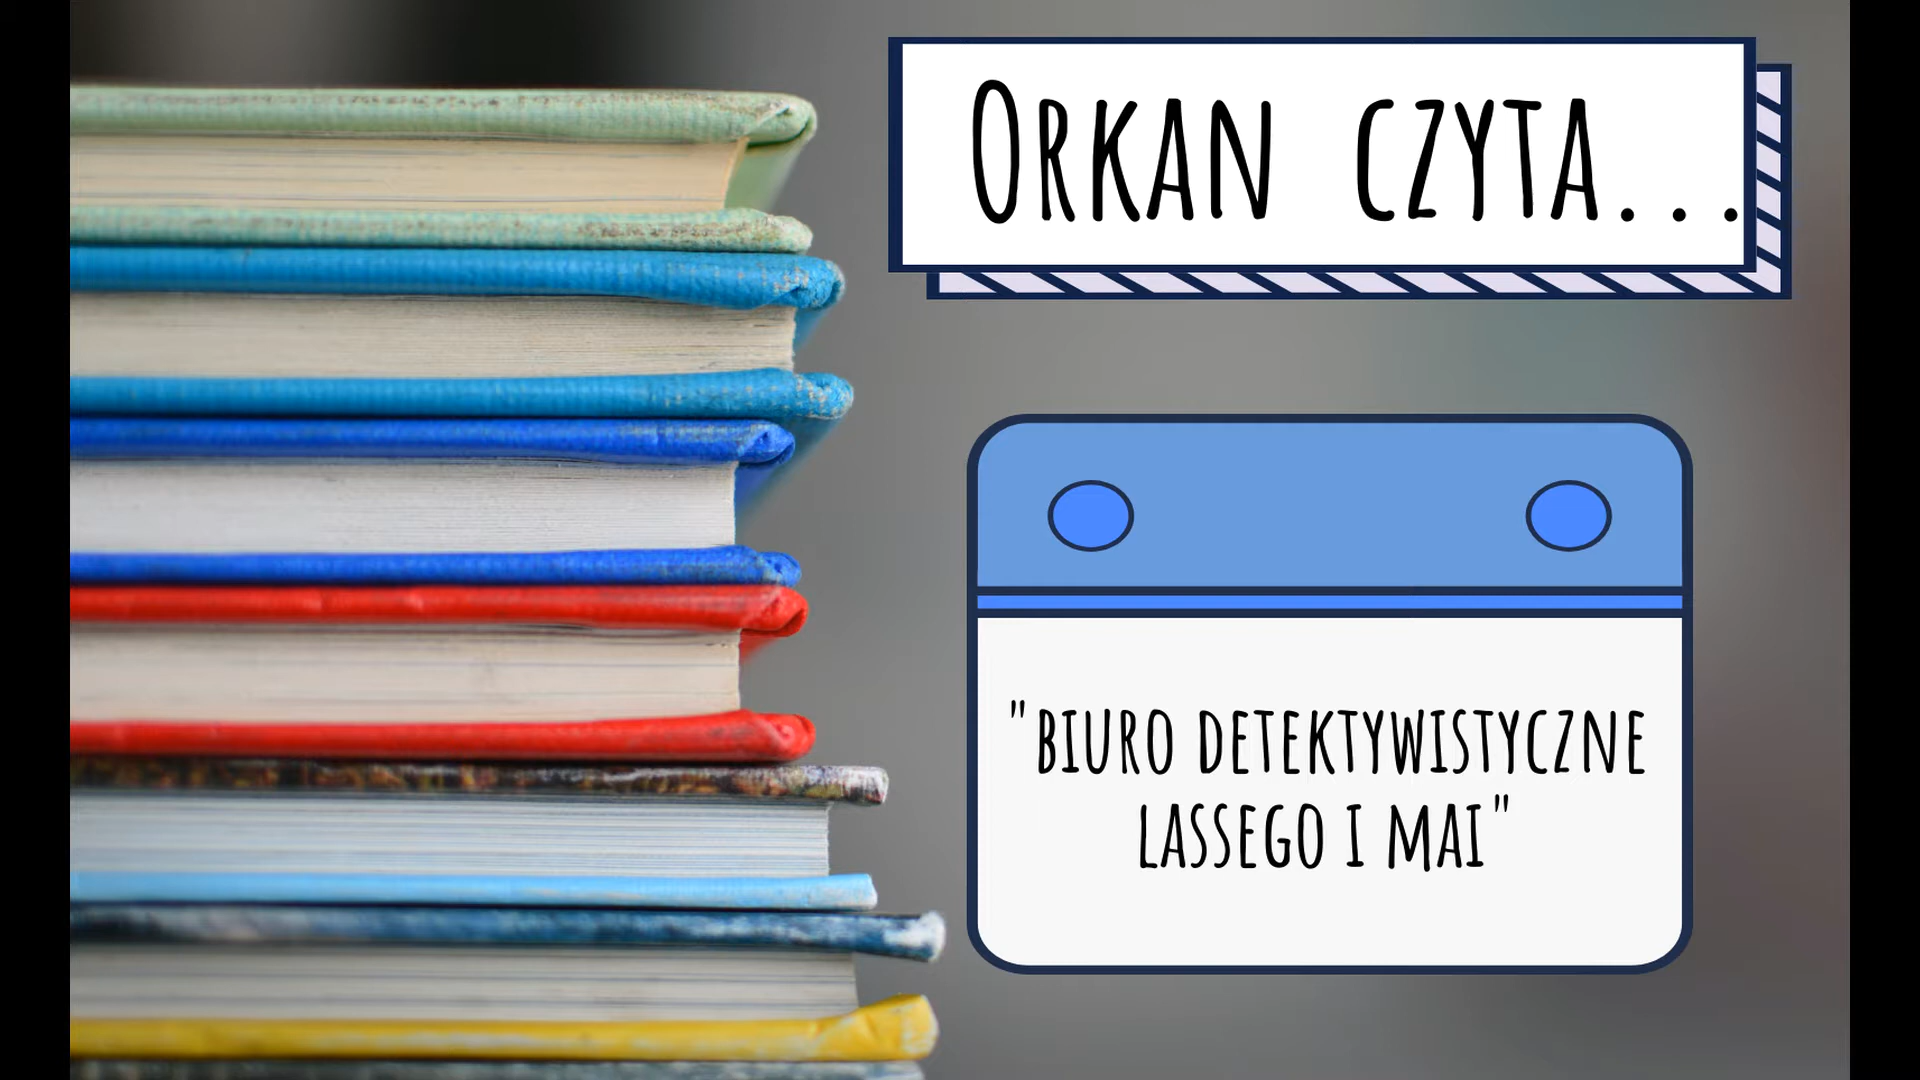 Orkan czyta...
"BIURO DETEKTYWISTYCZNE
LASSEGO I MAI"